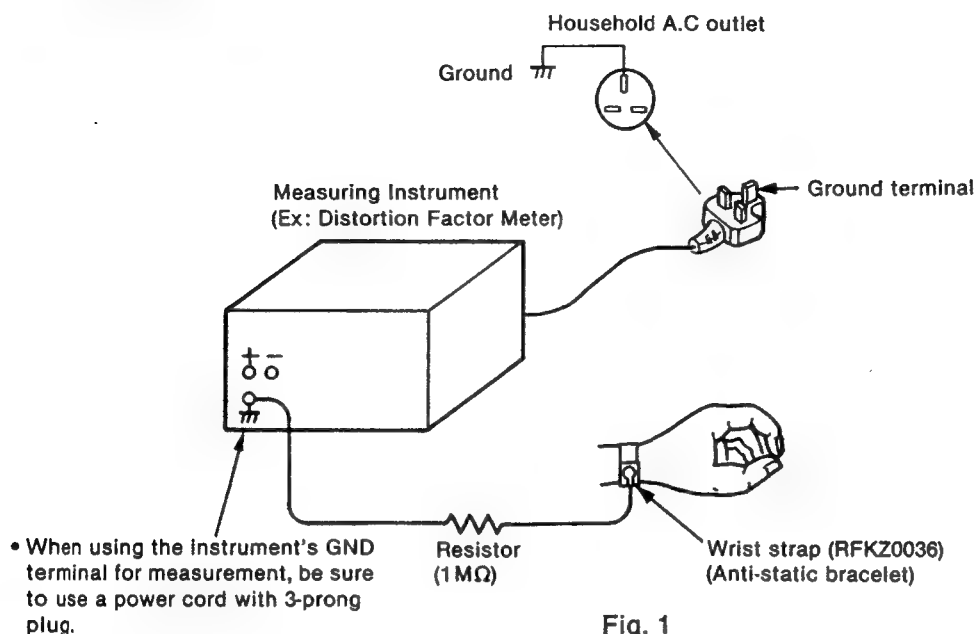 Household A.C outlet
Ground
Ground terminal
Measuring Instrument
(Ex: Distortion Factor Meter)
+ −
• When using the instrument's GND
terminal for measurement, be sure
to use a power cord with 3-prong
plug.
Resistor
(1MΩ)
Wrist strap (RFKZ0036)
(Anti-static bracelet)
Fig. 1